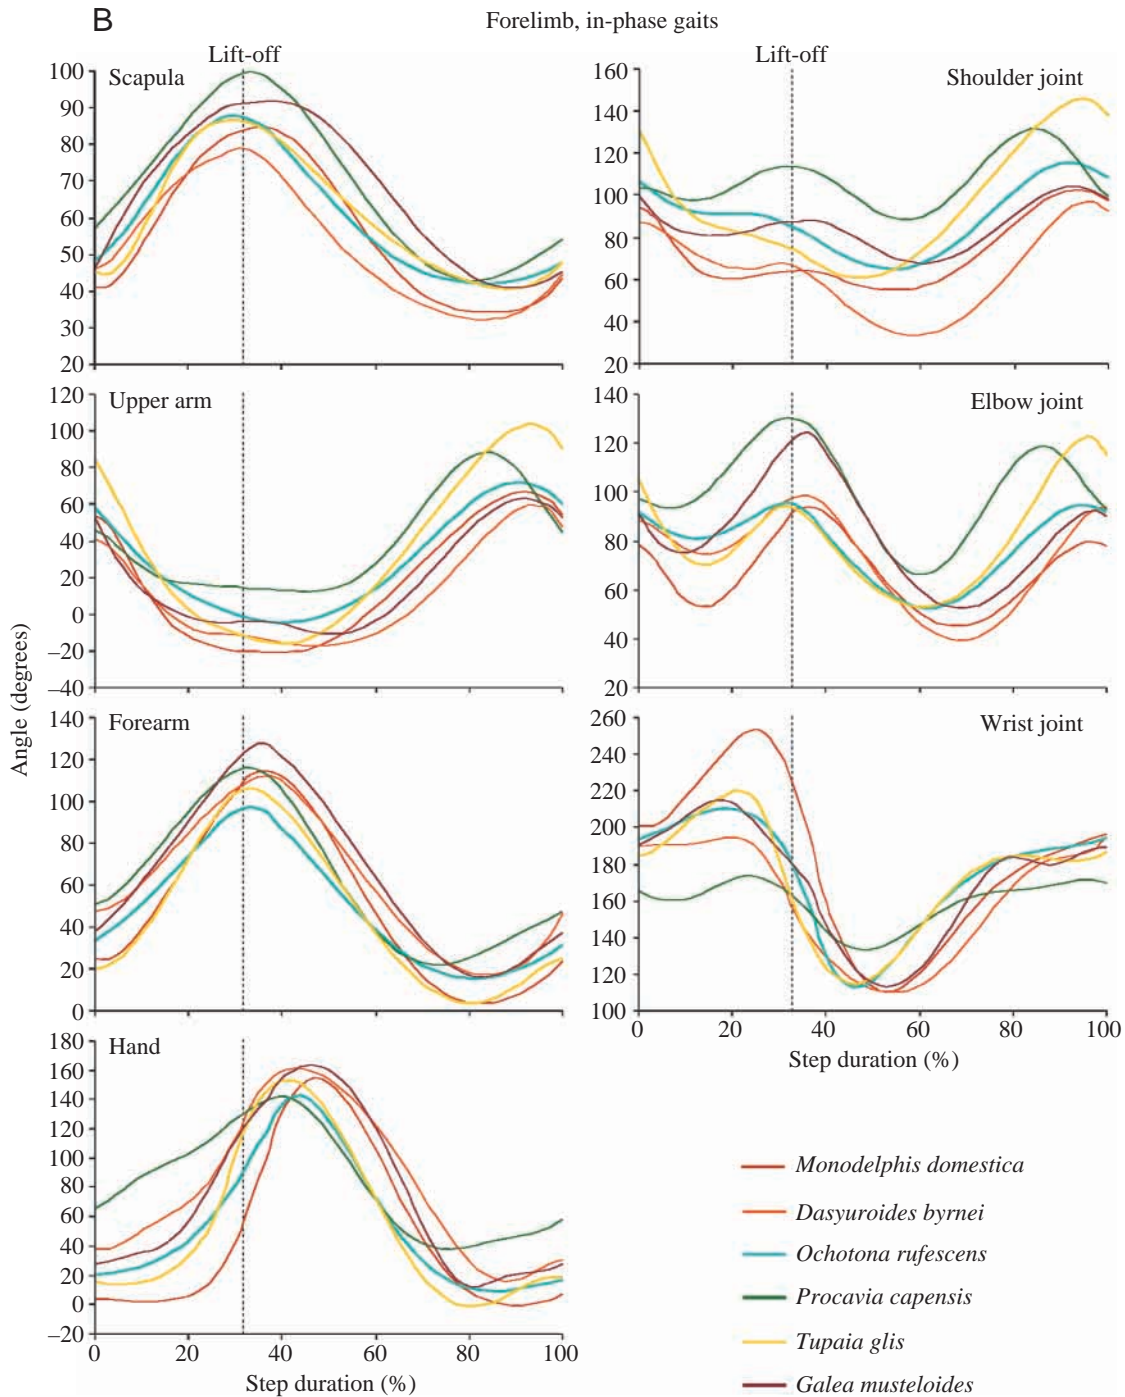 B
Forelimb, in-phase gaits
Lift-off
Lift-off
Scapula
100
90
80
70
60
50
40
30
20
Shoulder joint
160
140
120
100
80
60
40
20
Upper arm
120
100
80
60
40
20
0
–20
–40
Elbow joint
140
120
100
80
60
40
20
Angle (degrees)
Forearm
140
120
100
80
60
40
20
0
Wrist joint
260
220
200
180
160
140
120
100
0 20 40 60 80 100
Step duration (%)
Hand
180
160
140
120
100
80
60
40
20
0
–20
0 20 40 60 80 100
Step duration (%)
Monodelphis domestica
Dasyuroides byrnei
Ochotona rufescens
Procavia capensis
Tupaia glis
Galea musteloides